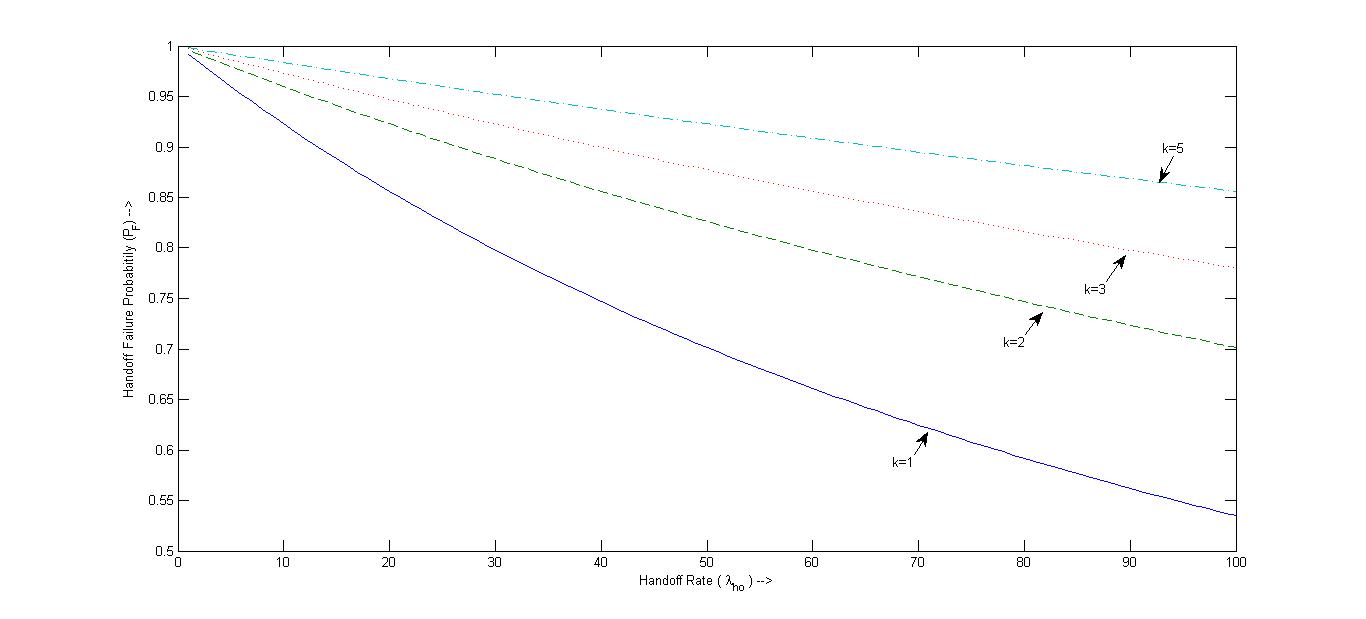 1
0.95
0.9
0.85
0.8
0.75
0.7
0.65
0.6
0.55
0.5
Handoff Failure Probabitily (P_F) -->
k=5
k=3
k=2
k=1
0 10 20 30 40 50 60 70 80 90 100
Handoff Rate ( λ_ho ) -->